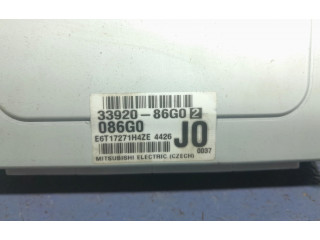 33920-86G0 2
086G0
E6T17271H4ZE 4426 J0
0037
MITSUBISHI ELECTRIC (CZECH)